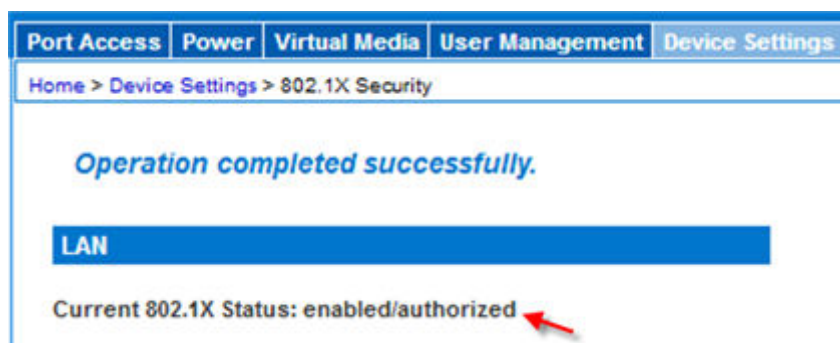 Port Access Power Virtual Media User Management Device Settings
Home > Device Settings > 802.1X Security
Operation completed successfully.
LAN
Current 802.1X Status: enabled/authorized